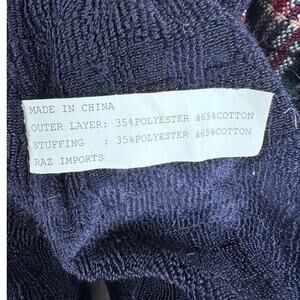 MADE IN CHINA
OUTER LAYER: 35%POLYESTER &65%COTTON
STUFFING : 35%POLYESTER &65%COTTON
RAZ IMPORTS